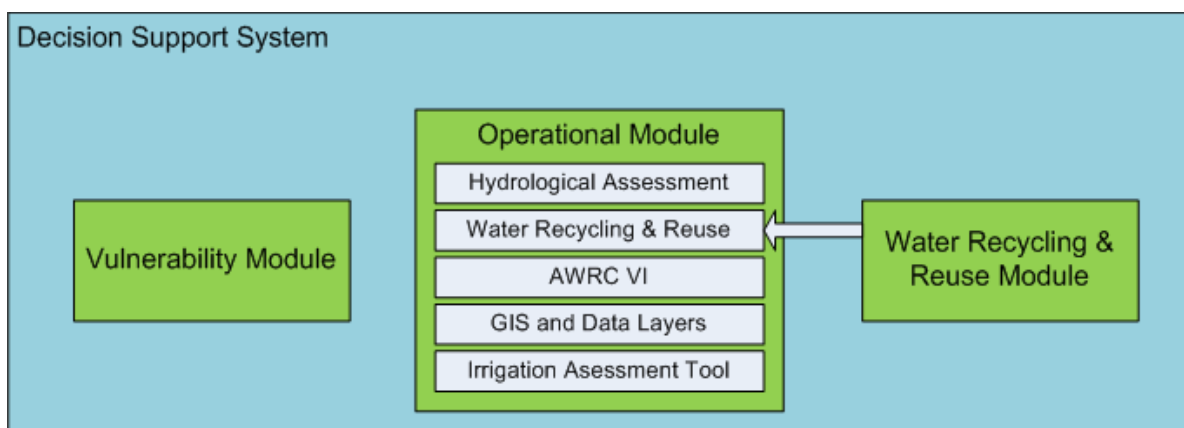 Decision Support System
Operational Module
Hydrological Assessment
Water Recycling & Reuse
AWRC VI
GIS and Data Layers
Irrigation Asessment Tool
Vulnerability Module
Water Recycling &
Reuse Module